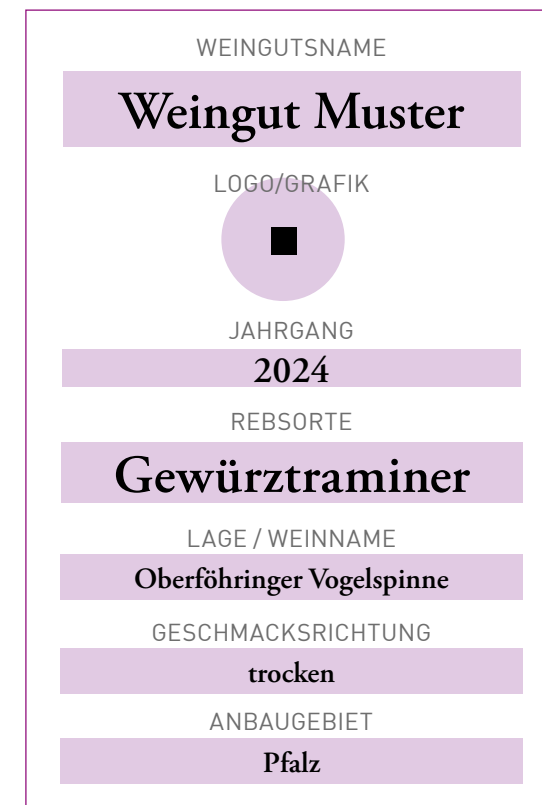 WEINGUTSNAME
Weingut Muster
LOGO/GRAFIK
JAHRGANG
2024
REBSORTE
Gewürztraminer
LAGE / WEINNAME
Oberföhringer Vogelspinne
GESCHMACKSRICHTUNG
trocken
ANBAUGEBIET
Pfalz